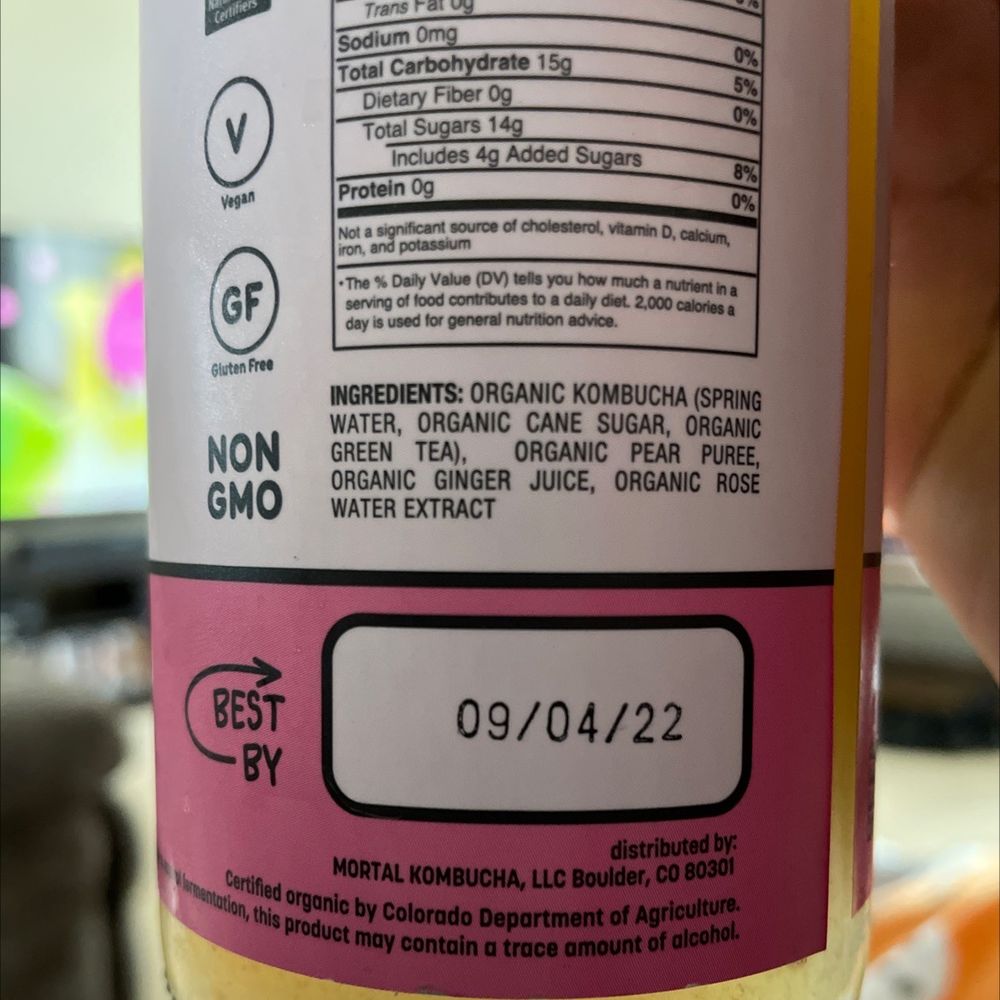 Certifiers
Trans Fat 0g
Sodium 0mg 0%
Total Carbohydrate 15g 5%
Dietary Fiber 0g 0%
Total Sugars 14g
Includes 4g Added Sugars 8%
Protein 0g 0%
Not a significant source of cholesterol, vitamin D, calcium,
iron, and potassium
*The % Daily Value (DV) tells you how much a nutrient in a
serving of food contributes to a daily diet. 2,000 calories a
day is used for general nutrition advice.
V
Vegan
GF
Gluten Free
NON
GMO
INGREDIENTS: ORGANIC KOMBUCHA (SPRING
WATER, ORGANIC CANE SUGAR, ORGANIC
GREEN TEA), ORGANIC PEAR PUREE,
ORGANIC GINGER JUICE, ORGANIC ROSE
WATER EXTRACT
BEST
BY
09/04/22
distributed by:
MORTAL KOMBUCHA, LLC Boulder, CO 80301
Certified organic by Colorado Department of Agriculture.
fermentation, this product may contain a trace amount of alcohol.